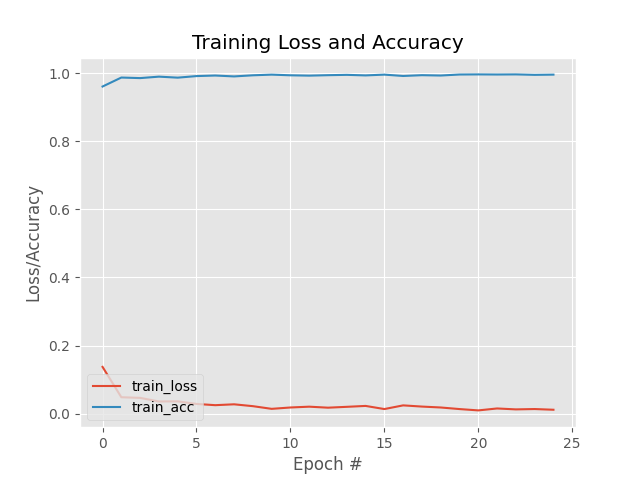 Training Loss and Accuracy
1.0
0.8
0.6
0.4
0.2
0.0
Loss/Accuracy
train_loss
train_acc
0 5 10 15 20 25
Epoch #